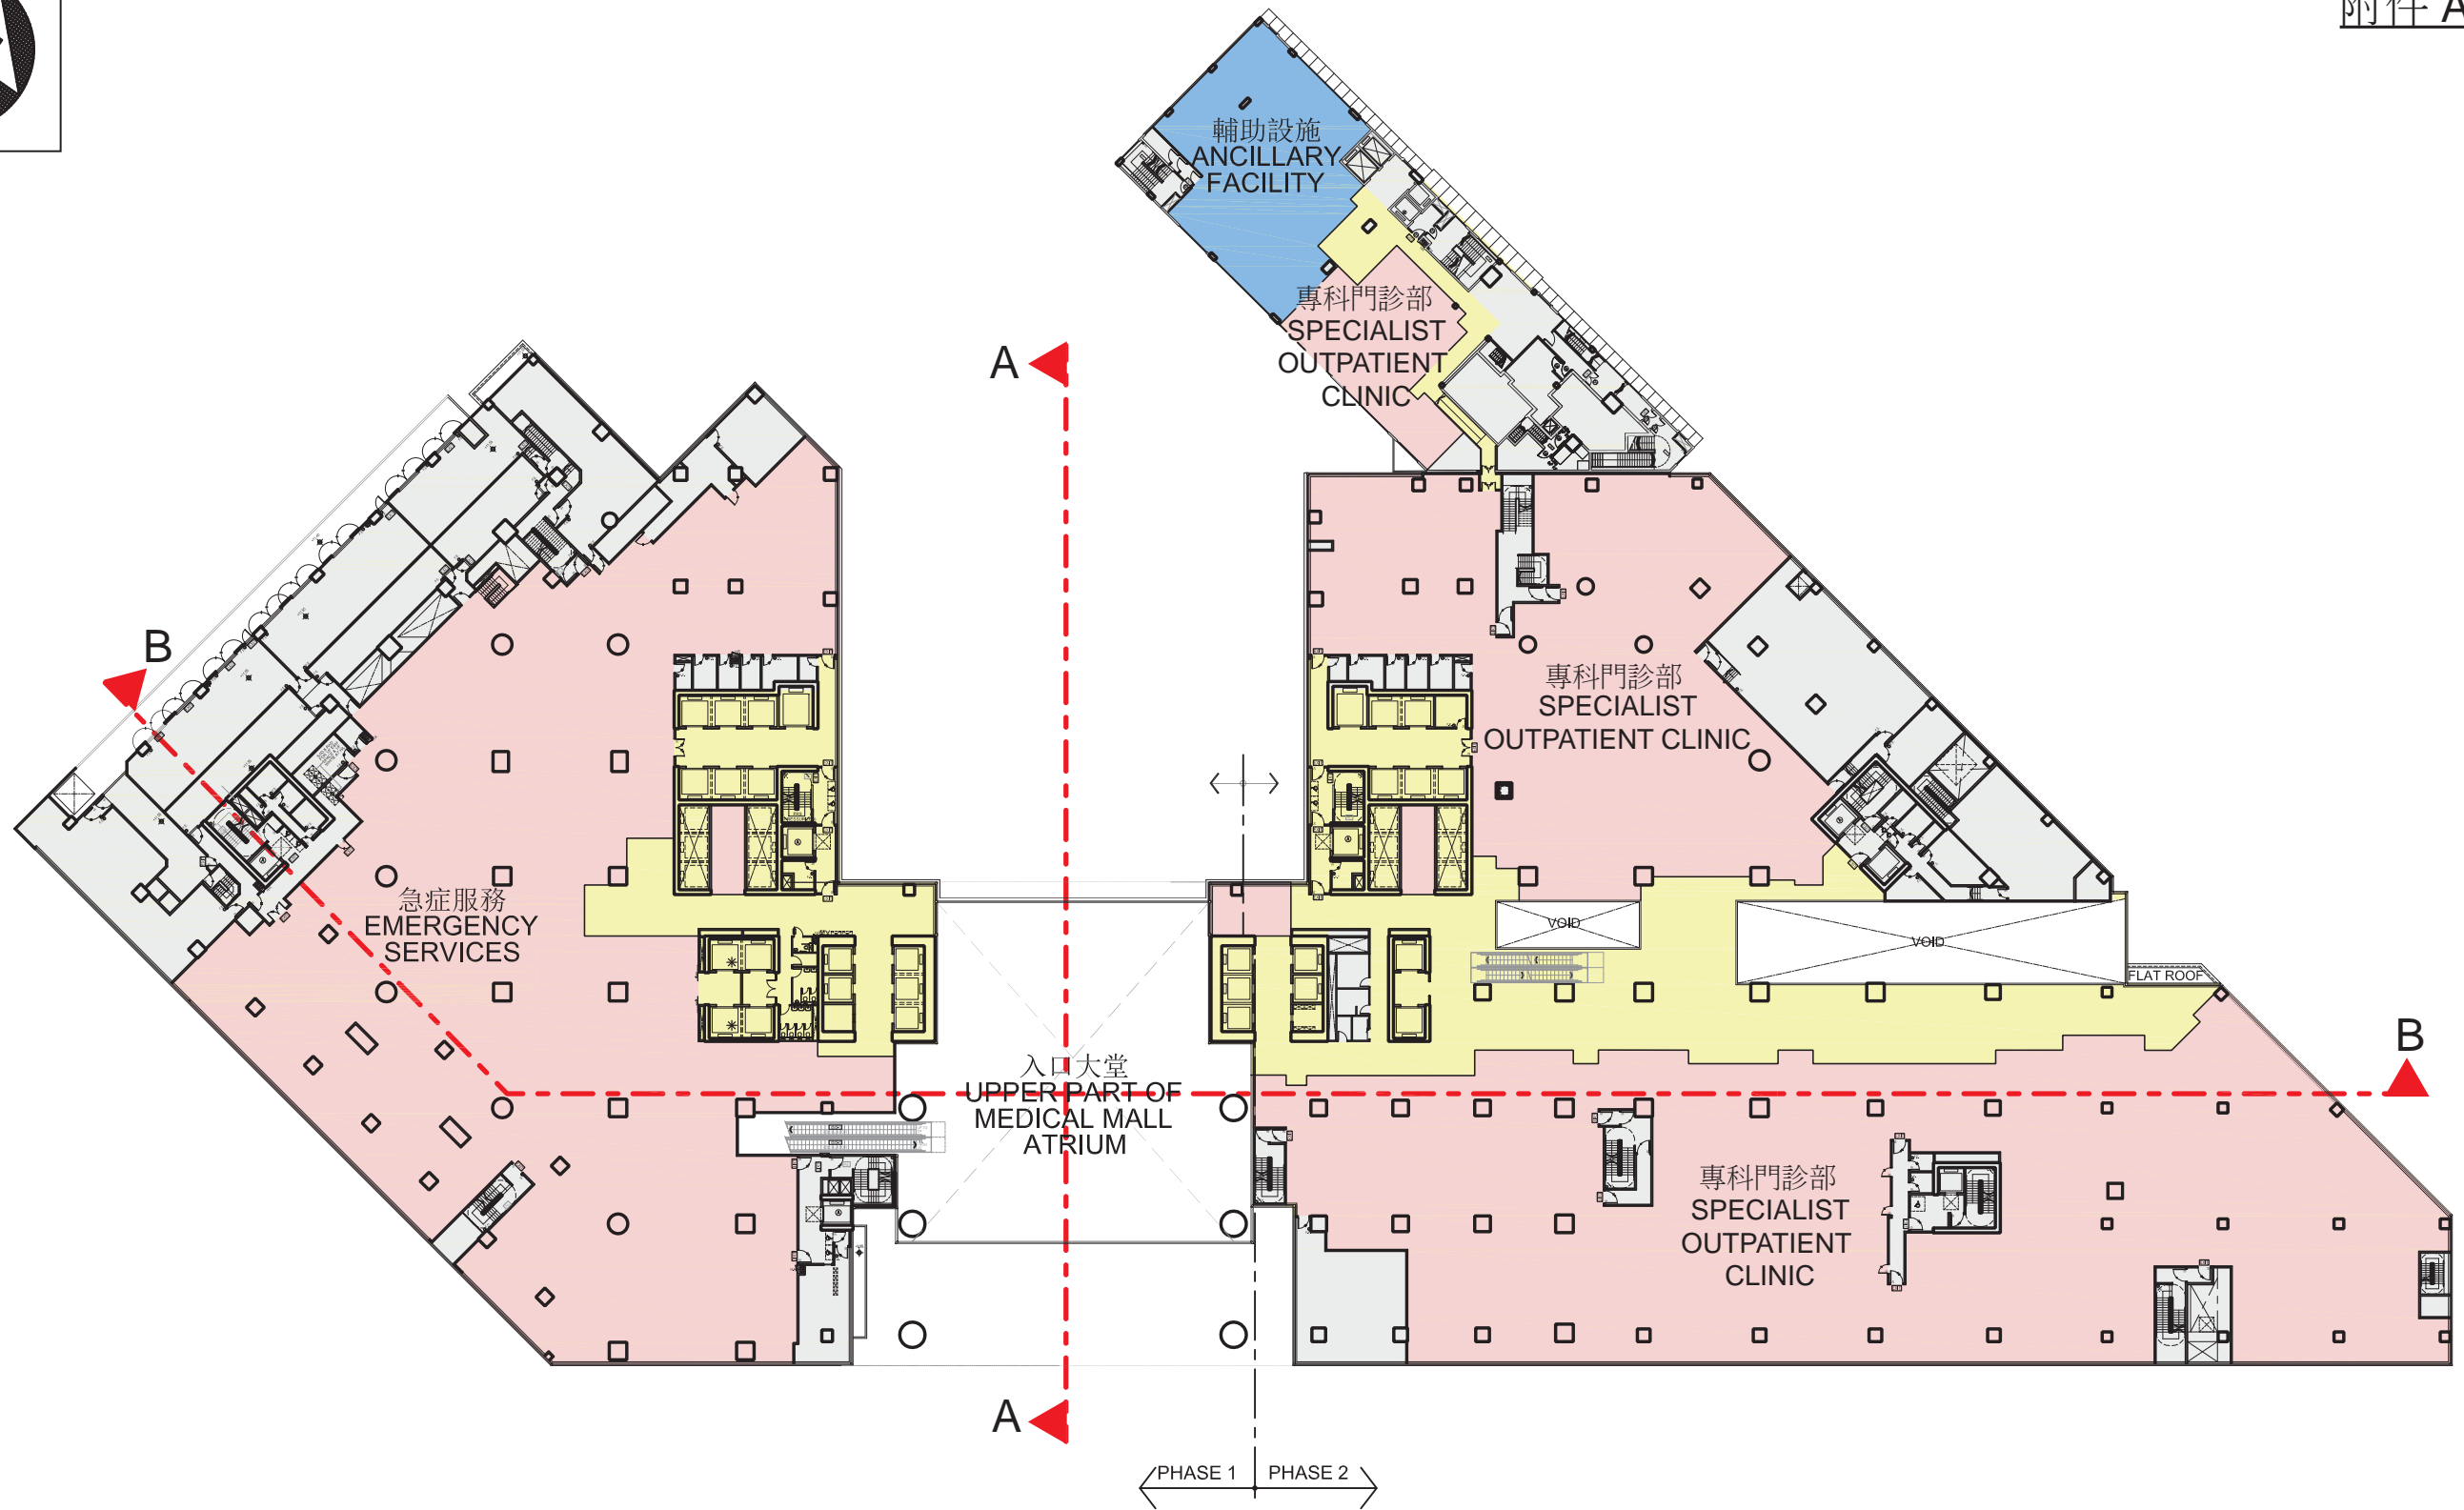 附件 A
輔助設施
ANCILLARY
FACILITY
專科門診部
SPECIALIST
OUTPATIENT
CLINIC
A
B
專科門診部
SPECIALIST
OUTPATIENT CLINIC
急症服務
EMERGENCY
SERVICES
VOID
VOID
FLAT ROOF
B
入口大堂
UPPER PART OF
MEDICAL MALL
ATRIUM
專科門診部
SPECIALIST
OUTPATIENT
CLINIC
A
PHASE 1
PHASE 2